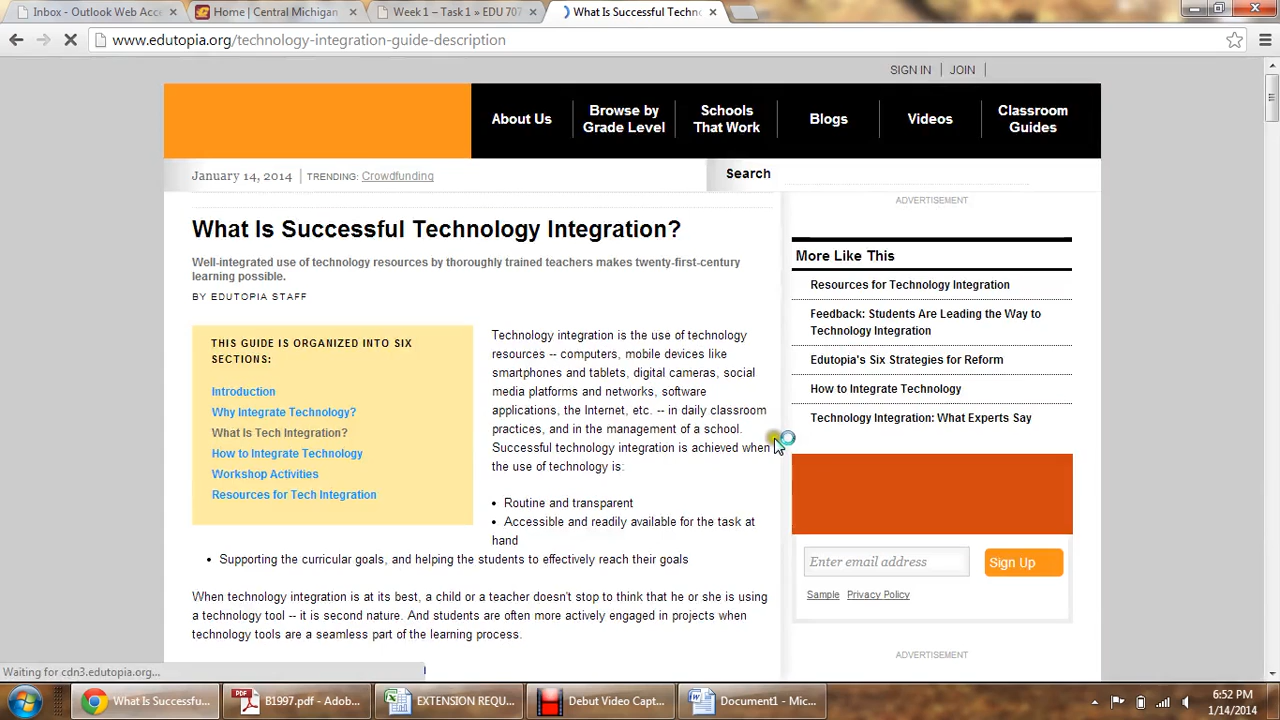 Inbox - Outlook Web Acce
Home | Central Michigan
Week 1 – Task 1 » EDU 707
What Is Successful Techno
www.edutopia.org/technology-integration-guide-description
SIGN IN | JOIN |
About Us
Browse by Grade Level
Schools That Work
Blogs
Videos
Classroom Guides
January 14, 2014 | TRENDING: Crowdfunding
Search
ADVERTISEMENT
What Is Successful Technology Integration?
Well-integrated use of technology resources by thoroughly trained teachers makes twenty-first-century
learning possible.
BY EDUTOPIA STAFF
THIS GUIDE IS ORGANIZED INTO SIX
SECTIONS:
Introduction
Why Integrate Technology?
What Is Tech Integration?
How to Integrate Technology
Workshop Activities
Resources for Tech Integration
Technology integration is the use of technology
resources -- computers, mobile devices like
smartphones and tablets, digital cameras, social
media platforms and networks, software
applications, the Internet, etc. -- in daily classroom
practices, and in the management of a school.
Successful technology integration is achieved when
the use of technology is:
• Routine and transparent
• Accessible and readily available for the task at
hand
• Supporting the curricular goals, and helping the students to effectively reach their goals
When technology integration is at its best, a child or a teacher doesn't stop to think that he or she is using
a technology tool -- it is second nature. And students are often more actively engaged in projects when
technology tools are a seamless part of the learning process.
More Like This
Resources for Technology Integration
Feedback: Students Are Leading the Way to
Technology Integration
Edutopia's Six Strategies for Reform
How to Integrate Technology
Technology Integration: What Experts Say
Enter email address
Sign Up
Sample Privacy Policy
ADVERTISEMENT
Waiting for cdn3.edutopia.org...
What Is Successfu...
B1997.pdf - Adob...
EXTENSION REQU...
Debut Video Capt...
Document1 - Mic...
6:52 PM
1/14/2014